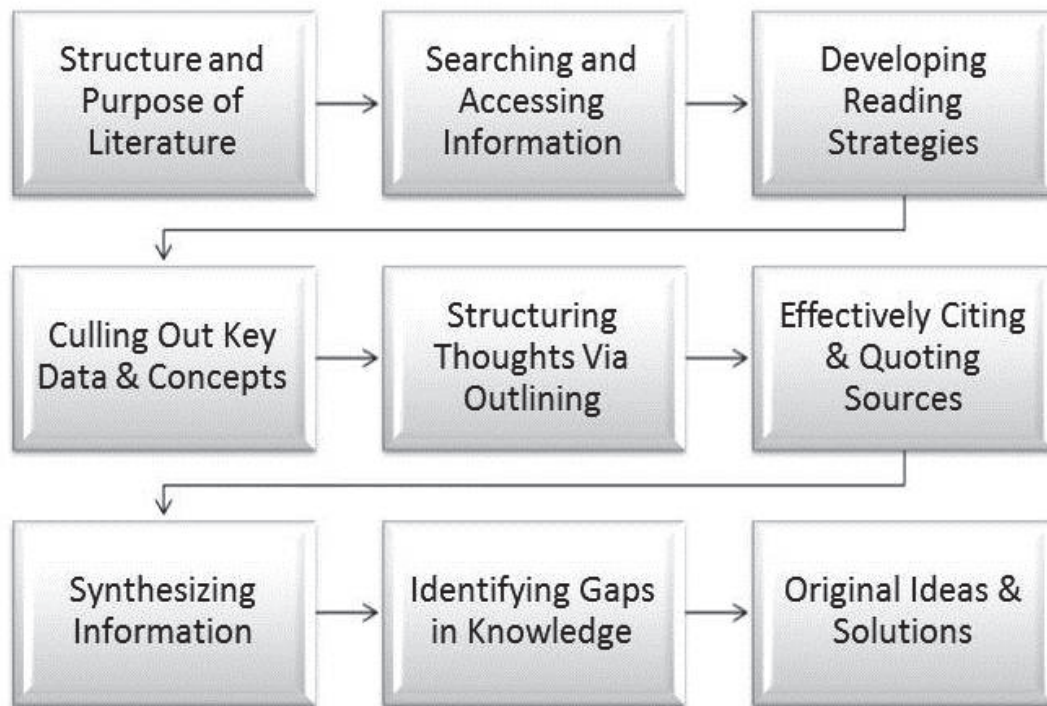 Structure and
Purpose of
Literature
Searching and
Accessing
Information
Developing
Reading
Strategies
Culling Out Key
Data & Concepts
Structuring
Thoughts Via
Outlining
Effectively Citing
& Quoting
Sources
Synthesizing
Information
Identifying Gaps
in Knowledge
Original Ideas &
Solutions